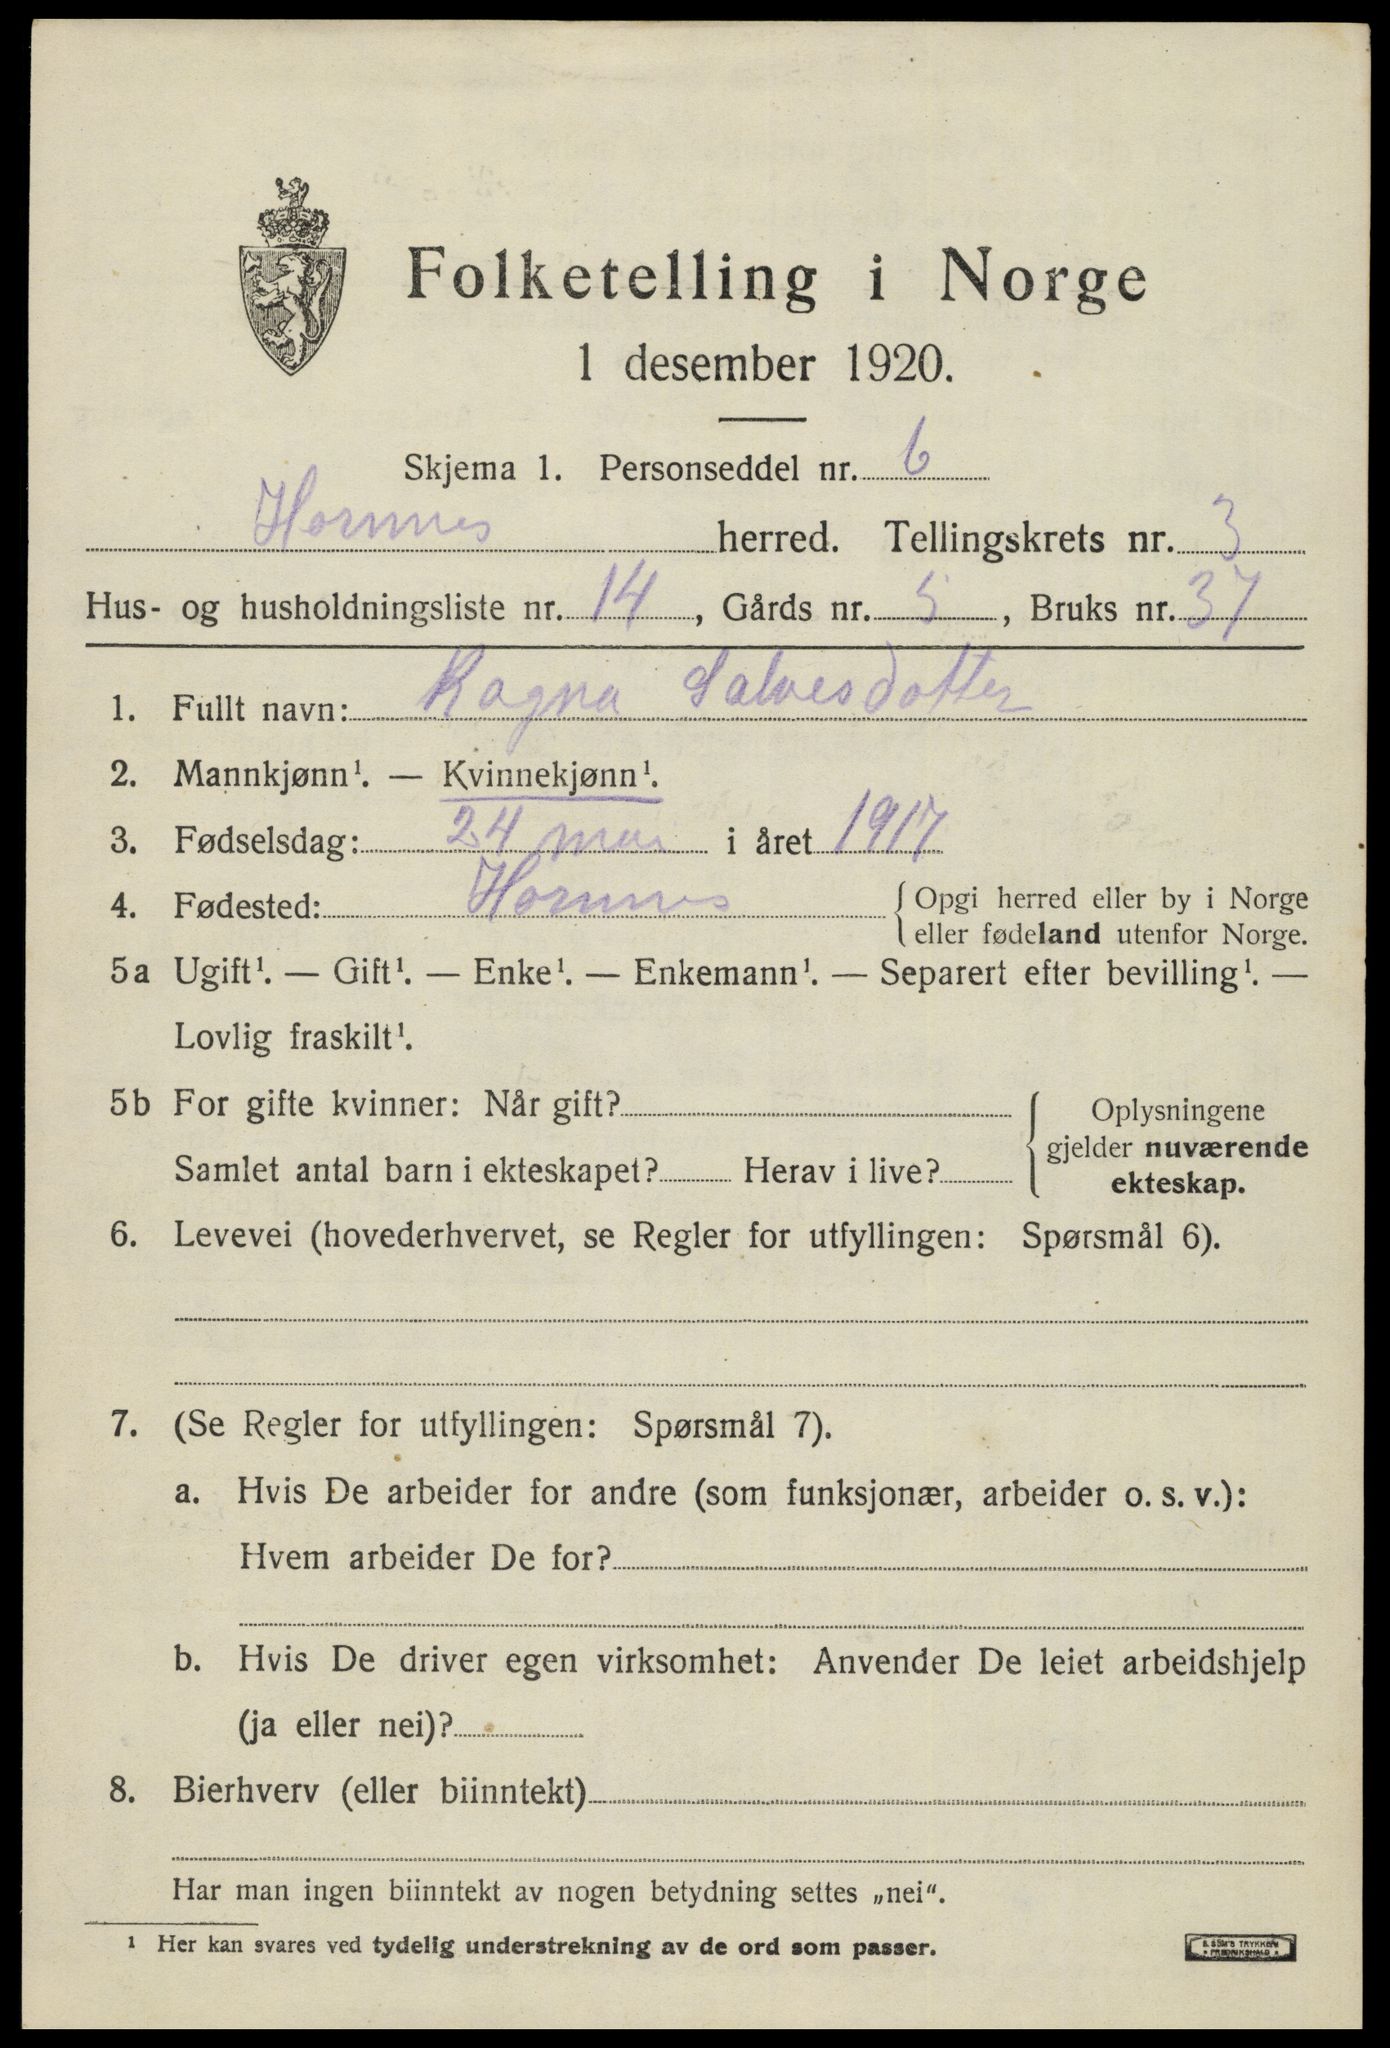 Folketelling i Norge
1 desember 1920.
Skjema 1. Personseddel nr. 6
Hornnes herred. Tellingskrets nr. 3
Hus- og husholdningsliste nr. 14, Gårds nr. 5, Bruks nr. 37
1. Fullt navn: Ragna Salvesdotter
2. Mannkjønn¹. — Kvinnekjønn¹.
3. Fødselsdag: 24 mai i året 1917
4. Fødested: Hornnes { Opgi herred eller by i Norge
eller fødeland utenfor Norge.
5a Ugift¹. — Gift¹. — Enke¹. — Enkemann¹. — Separert efter bevilling¹. —
Lovlig fraskilt¹.
5b For gifte kvinner: Når gift? Oplysningene
gjelder nuværende
Samlet antal barn i ekteskapet? Herav i live? ekteskap.
6. Levevei (hovederhvervet, se Regler for utfyllingen: Spørsmål 6).
7. (Se Regler for utfyllingen: Spørsmål 7).
a. Hvis De arbeider for andre (som funksjonær, arbeider o. s. v.):
Hvem arbeider De for?
b. Hvis De driver egen virksomhet: Anvender De leiet arbeidshjelp
(ja eller nei)?
8. Bierhverv (eller biinntekt)
Har man ingen biinntekt av nogen betydning settes „nei“.
¹ Her kan svares ved tydelig understrekning av de ord som passer.
E. SEM'S TRYKKERI
FREDRIKSHALD